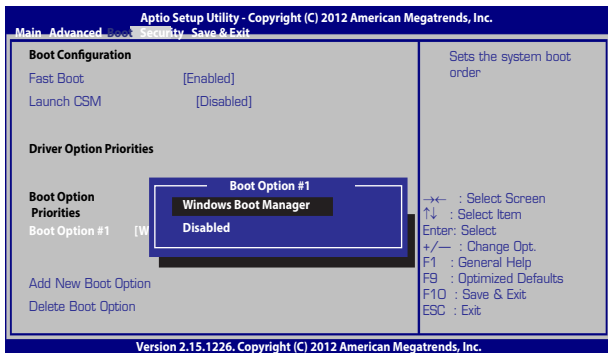 Aptio Setup Utility - Copyright (C) 2012 American Megatrends, Inc.
Main Advanced Boot Security Save & Exit
Boot Configuration
Fast Boot [Enabled]
Launch CSM [Disabled]
Driver Option Priorities
Boot Option
Priorities
Boot Option #1 [W
Add New Boot Option
Delete Boot Option
Boot Option #1
Windows Boot Manager
Disabled
Sets the system boot
order
→← : Select Screen
↑↓ : Select Item
Enter: Select
+/— : Change Opt.
F1 : General Help
F9 : Optimized Defaults
F10 : Save & Exit
ESC : Exit
Version 2.15.1226. Copyright (C) 2012 American Megatrends, Inc.